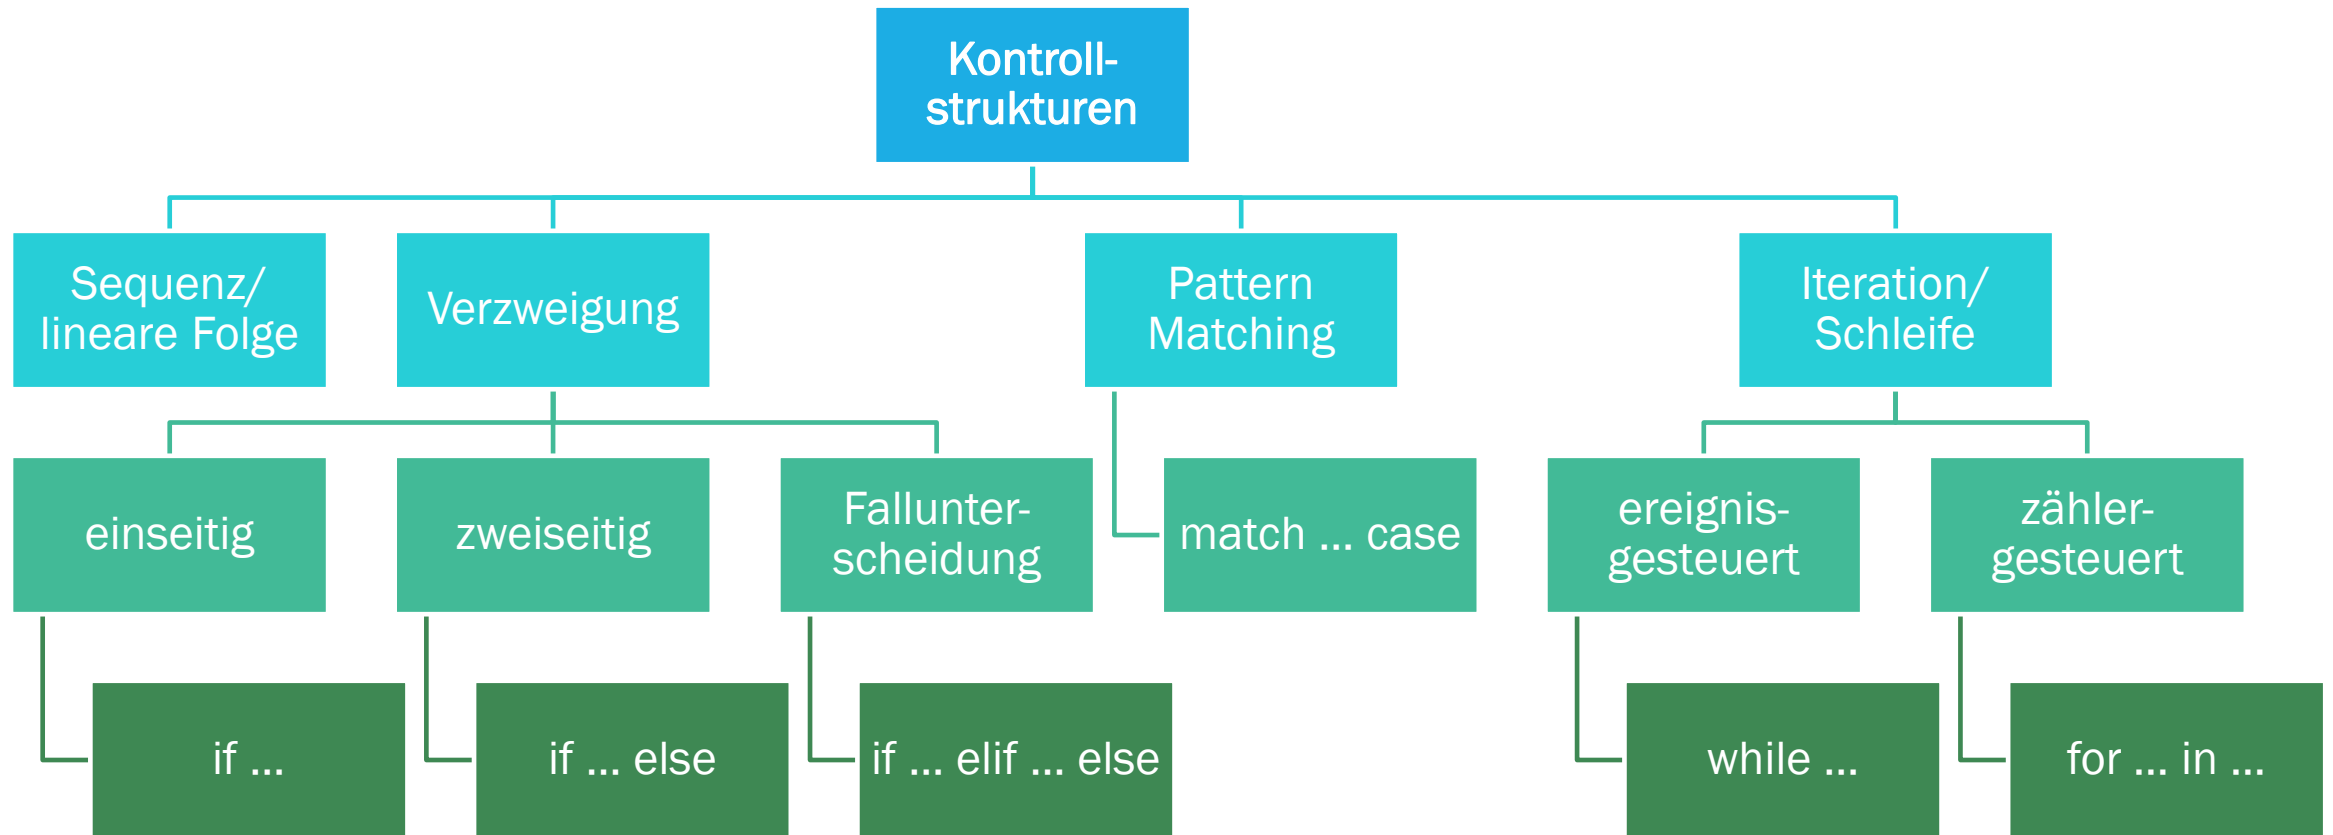 Kontroll-
strukturen
Sequenz/
lineare Folge
Verzweigung
Pattern
Matching
Iteration/
Schleife
einseitig
zweiseitig
Fallunter-
scheidung
match ... case
ereignis-
gesteuert
zähler-
gesteuert
if ...
if ... else
if ... elif ... else
while ...
for ... in ...